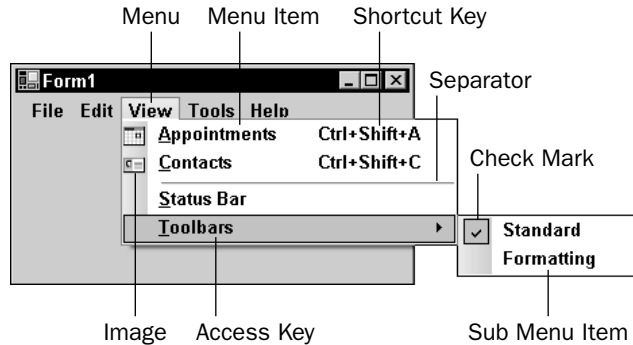 Menu Menu Item Shortcut Key
Form1
Separator
File Edit View Tools Help
Appointments Ctrl+Shift+A
Contacts Ctrl+Shift+C
Check Mark
Status Bar
Toolbars
Standard
Formatting
Image Access Key Sub Menu Item